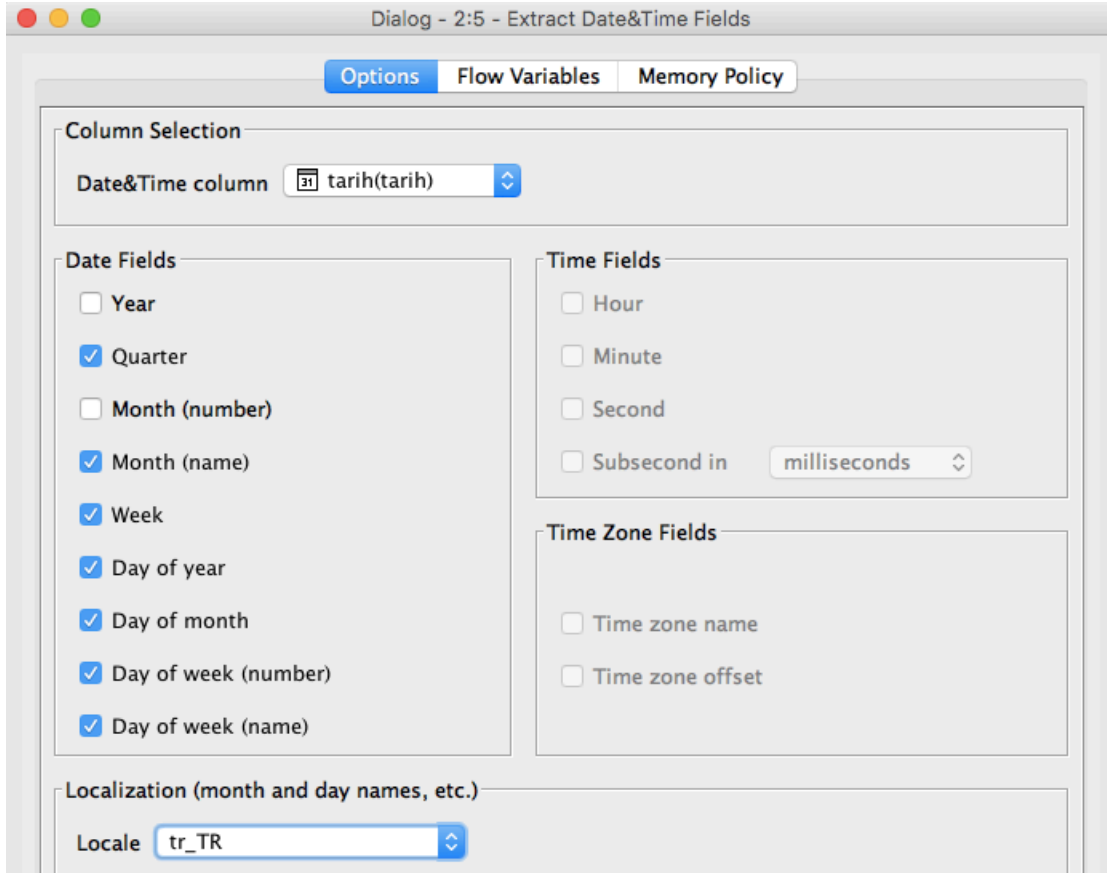 Dialog - 2:5 - Extract Date&Time Fields
Options Flow Variables Memory Policy
Column Selection
Date&Time column 31 tarih(tarih)
Date Fields
Year
Quarter
Month (number)
Month (name)
Week
Day of year
Day of month
Day of week (number)
Day of week (name)
Time Fields
Hour
Minute
Second
Subsecond in milliseconds
Time Zone Fields
Time zone name
Time zone offset
Localization (month and day names, etc.)
Locale tr_TR